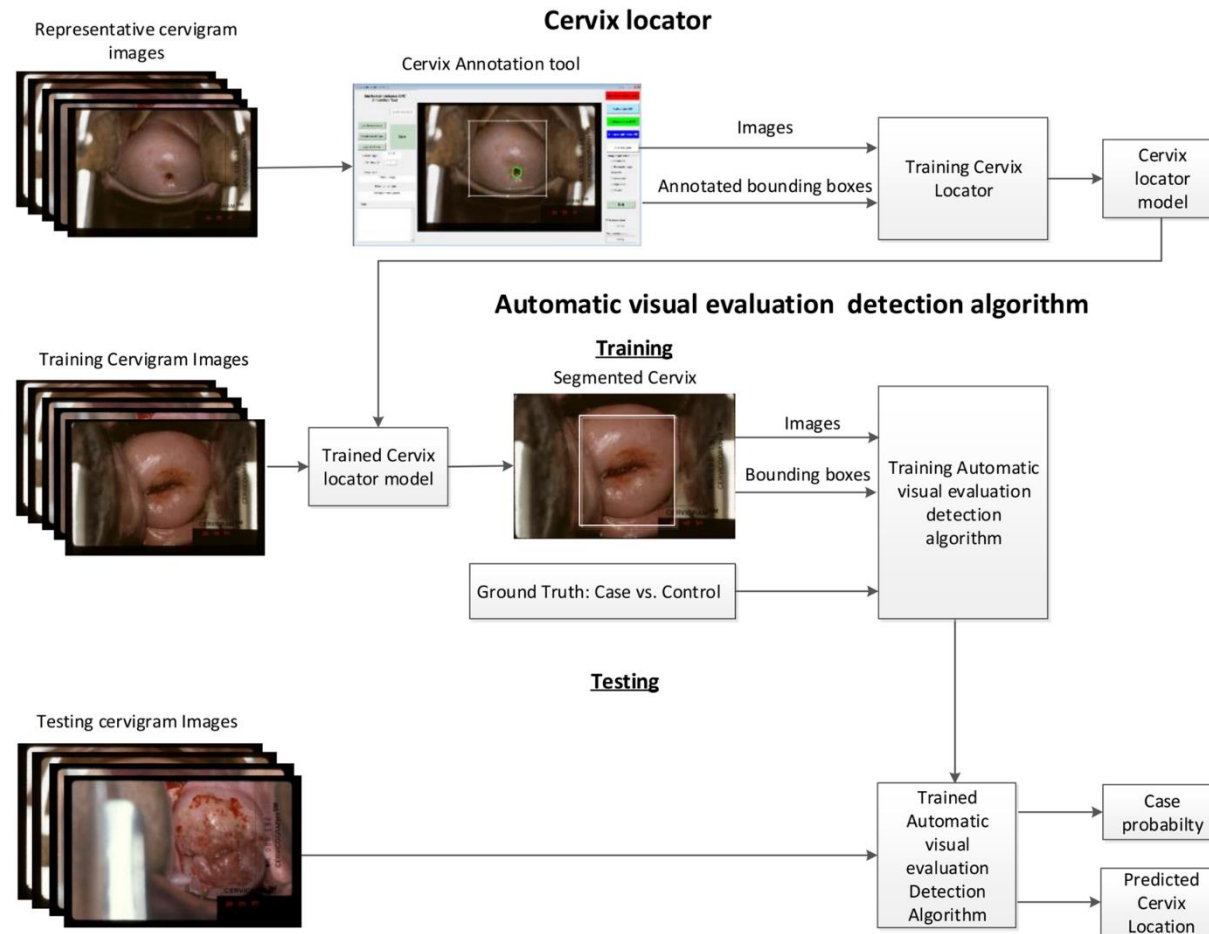 Cervix locator
Representative cervigram
images
Cervix Annotation tool
Images
Annotated bounding boxes
Training Cervix
Locator
Cervix
locator
model
Automatic visual evaluation detection algorithm
Training
Training Cervigram Images
Trained Cervix
locator model
Segmented Cervix
Images
Bounding boxes
Ground Truth: Case vs. Control
Training Automatic
visual evaluation
detection
algorithm
Testing
Testing cervigram Images
Trained
Automatic
visual
evaluation
Detection
Algorithm
Case
probabilty
Predicted
Cervix
Location